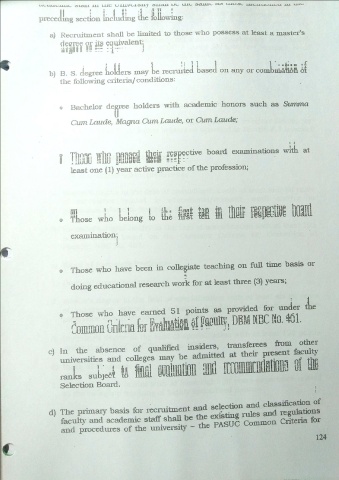 preceding section including the following:
a) Recruitment shall be limited to those who possess at least a master's
degree or its equivalent;
b) B. S. degree holders may be recruited based on any or combination of
the following criteria/conditions:
• Bachelor degree holders with academic honors such as Summa
Cum Laude, Magna Cum Laude, or Cum Laude;
Those who passed their respective board examinations with at
least one (1) year active practice of the profession;
• Those who belong to the first ten in their respective board
examination;
• Those who have been in collegiate teaching on full time basis or
doing educational research work for at least three (3) years;
• Those who have earned 51 points as provided for under the
Common Criteria for Evaluation of Faculty, DBM NBC No. 461.
c) In the absence of qualified insiders, transferees from other
universities and colleges may be admitted at their present faculty
ranks subject to final evaluation and recommendations of the
Selection Board.
d) The primary basis for recruitment and selection and classification of
faculty and academic staff shall be the existing rules and regulations
and procedures of the university – the PASUC Common Criteria for
124